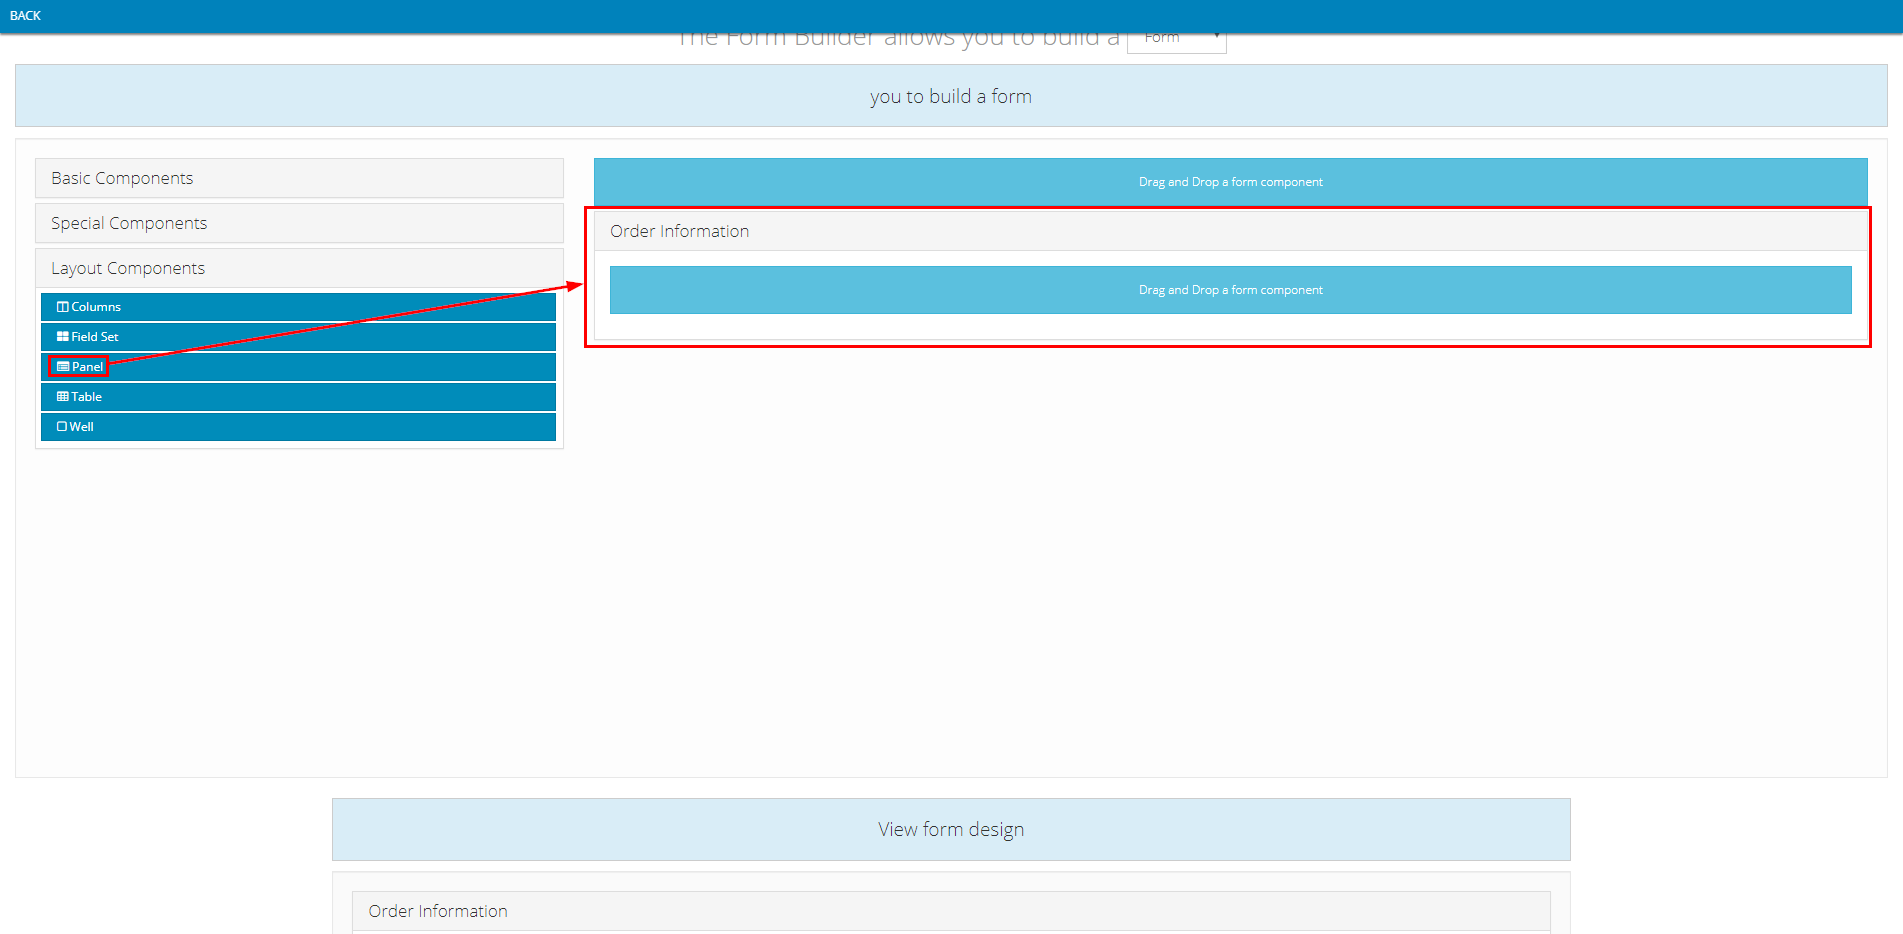 BACK
The Form Builder allows you to build a Form
you to build a form
Basic Components
Special Components
Layout Components
Columns
Field Set
Panel
Table
Well
Drag and Drop a form component
Order Information
Drag and Drop a form component
View form design
Order Information